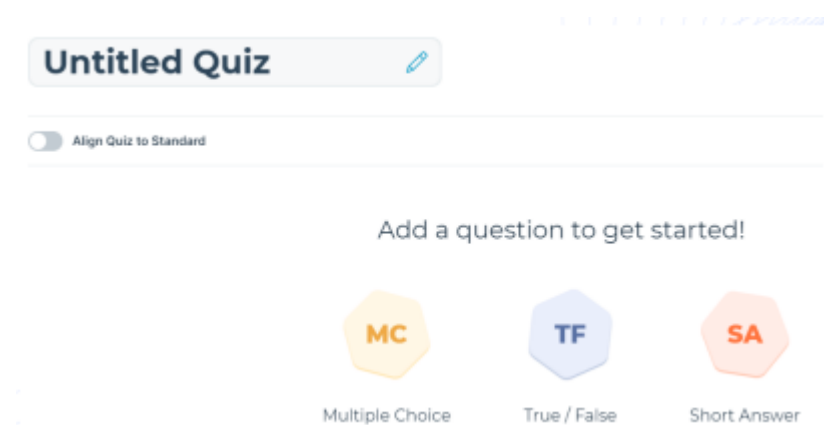 Untitled Quiz
Align Quiz to Standard
Add a question to get started!
MC TF SA
Multiple Choice True / False Short Answer